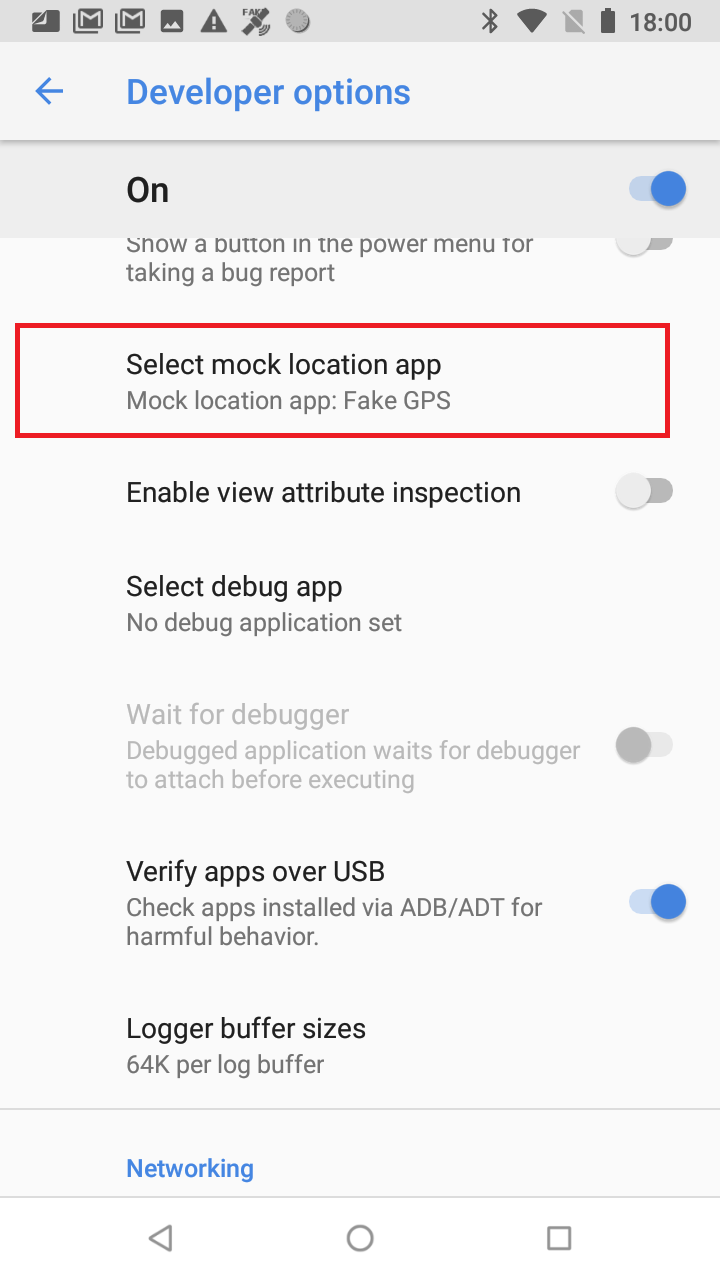 FAKE
18:00
Developer options
On
Show a button in the power menu for
taking a bug report
Select mock location app
Mock location app: Fake GPS
Enable view attribute inspection
Select debug app
No debug application set
Wait for debugger
Debugged application waits for debugger
to attach before executing
Verify apps over USB
Check apps installed via ADB/ADT for
harmful behavior.
Logger buffer sizes
64K per log buffer
Networking